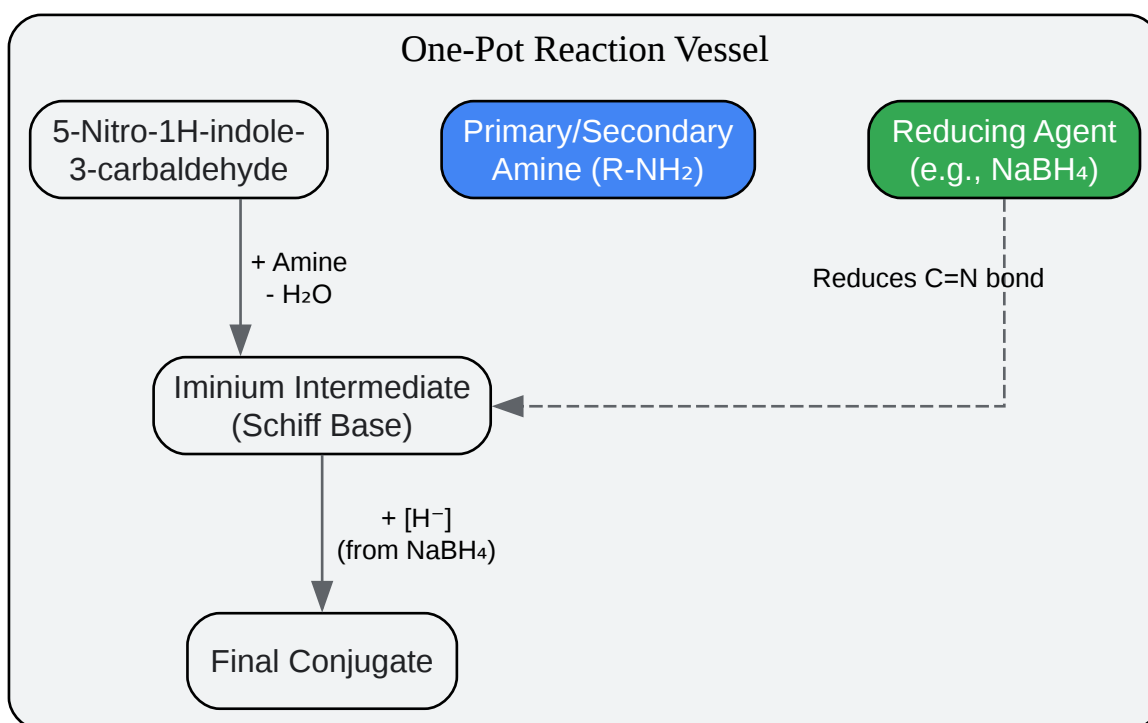 One-Pot Reaction Vessel
5-Nitro-1H-indole-
3-carbaldehyde
Primary/Secondary
Amine (R-NH₂)
Reducing Agent
(e.g., NaBH₄)
+ Amine
- H₂O
Reduces C=N bond
Iminium Intermediate
(Schiff Base)
+ [H⁻]
(from NaBH₄)
Final Conjugate